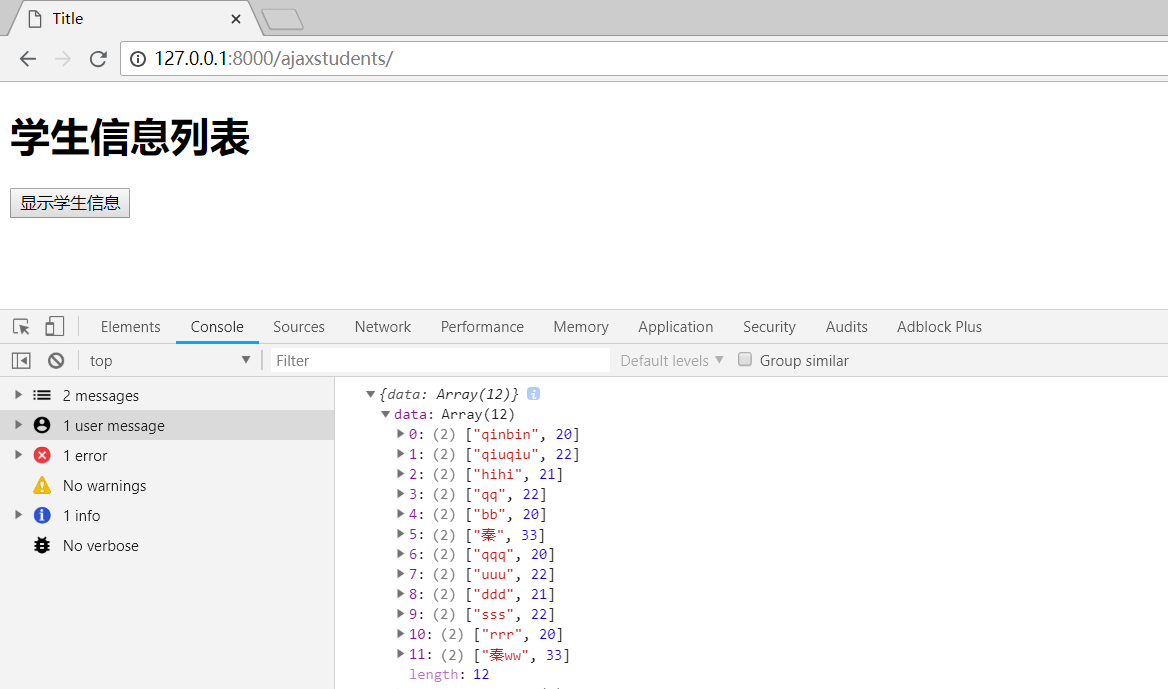 Title
127.0.0.1:8000/ajaxstudents/
学生信息列表
显示学生信息
Elements Console Sources Network Performance Memory Application Security Audits Adblock Plus
top Filter Default levels Group similar
2 messages
1 user message
1 error
No warnings
1 info
No verbose
{data: Array(12)}
data: Array(12)
0: (2) ["qinbin", 20]
1: (2) ["qiuqiu", 22]
2: (2) ["hihi", 21]
3: (2) ["qq", 22]
4: (2) ["bb", 20]
5: (2) ["秦", 33]
6: (2) ["qqq", 20]
7: (2) ["uuu", 22]
8: (2) ["ddd", 21]
9: (2) ["sss", 22]
10: (2) ["rrr", 20]
11: (2) ["秦ww", 33]
length: 12